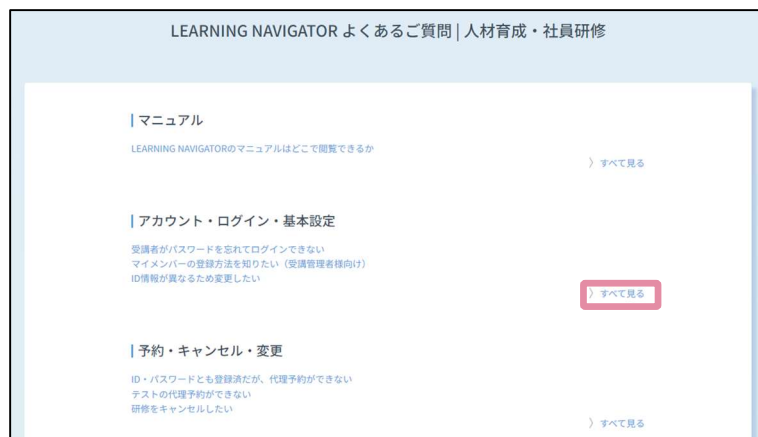 LEARNING NAVIGATOR よくあるご質問 | 人材育成・社員研修
マニュアル
LEARNING NAVIGATORのマニュアルはどこで閲覧できるか
〉すべて見る
アカウント・ログイン・基本設定
受講者がパスワードを忘れてログインできない
マイメンバーの登録方法を知りたい（受講管理者様向け）
ID情報が異なるため変更したい
〉すべて見る
予約・キャンセル・変更
ID・パスワードとも登録済だが、代理予約ができない
テストの代理予約ができない
研修をキャンセルしたい
〉すべて見る